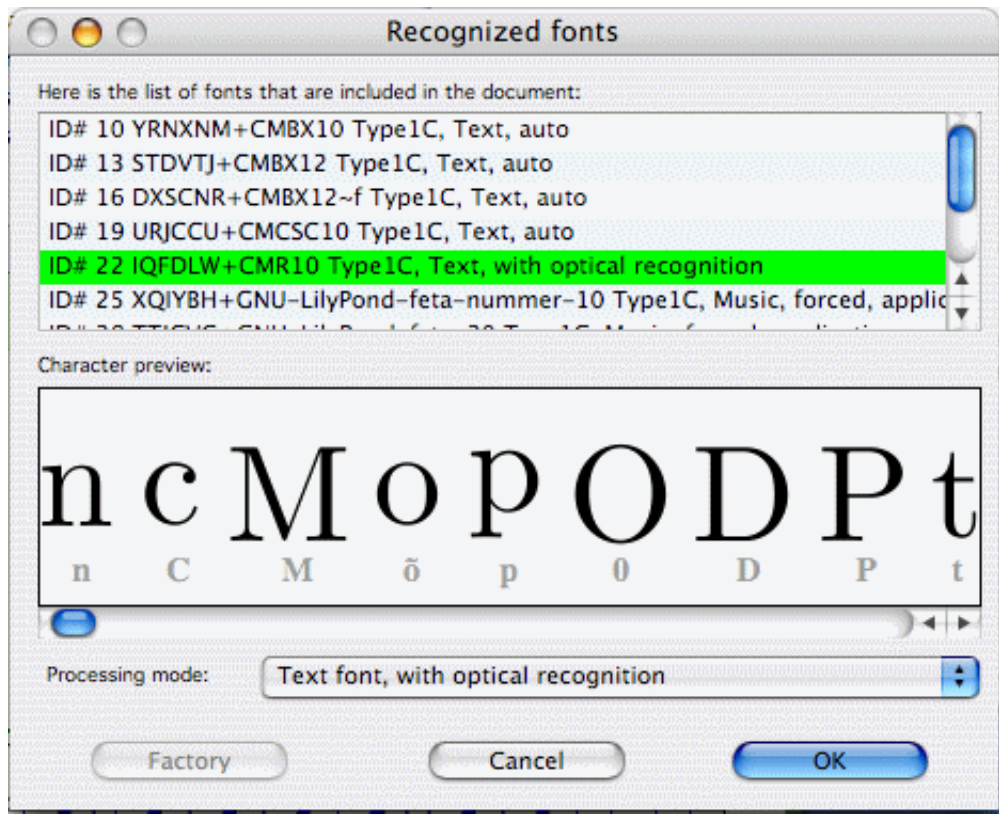 Recognized fonts
Here is the list of fonts that are included in the document:
ID# 10 YRNXNM+CMBX10 Type1C, Text, auto
ID# 13 STDVTJ+CMBX12 Type1C, Text, auto
ID# 16 DXSCNR+CMBX12~f Type1C, Text, auto
ID# 19 URJCCU+CMCSC10 Type1C, Text, auto
ID# 22 IQFDLW+CMR10 Type1C, Text, with optical recognition
ID# 25 XQIYBH+GNU-LilyPond-feta-nummer-10 Type1C, Music, forced, applic
Character preview:
n c M o p O D P t
n C M õ p 0 D P t
Processing mode: Text font, with optical recognition
Factory Cancel OK